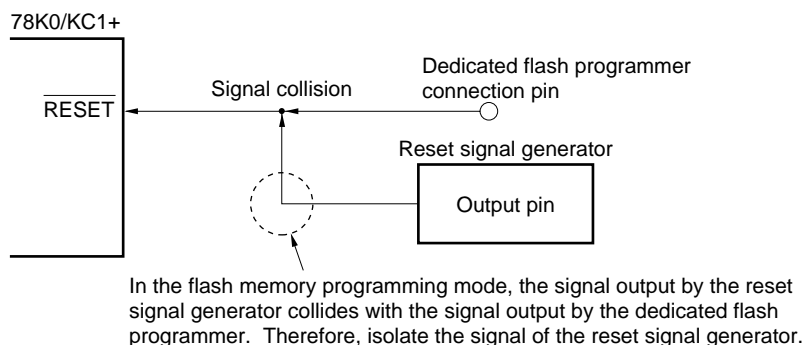 78K0/KC1+
Dedicated flash programmer
connection pin
Signal collision
RESET
Reset signal generator
Output pin
In the flash memory programming mode, the signal output by the reset
signal generator collides with the signal output by the dedicated flash
programmer.  Therefore, isolate the signal of the reset signal generator.